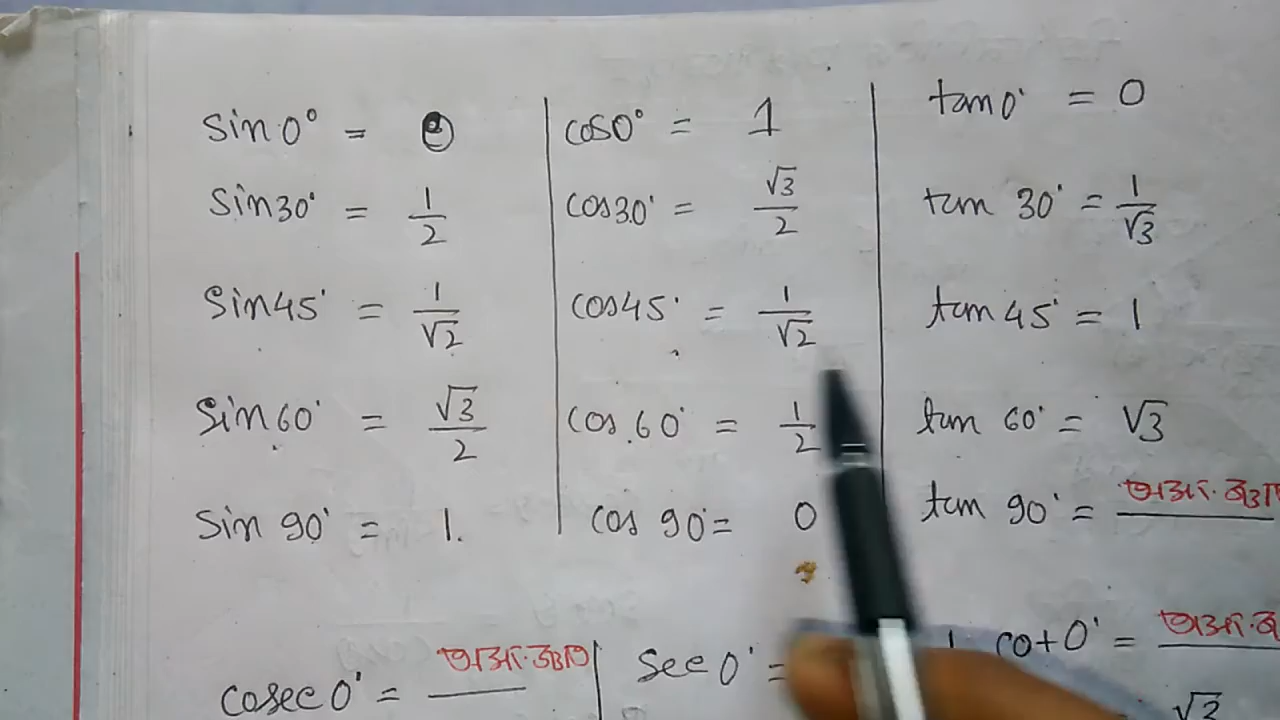 sin 0° = 0
sin 30° = 1/2
sin 45° = 1/√2
sin 60° = √3/2
sin 90° = 1.
cos 0° = 1
cos 30° = √3/2
cos 45° = 1/√2
cos 60° = 1/2
cos 90° = 0
tan 0° = 0
tan 30° = 1/√3
tan 45° = 1
tan 60° = √3
tan 90° =
cosec 0° =
sec 0° =
cot 0° =
√3